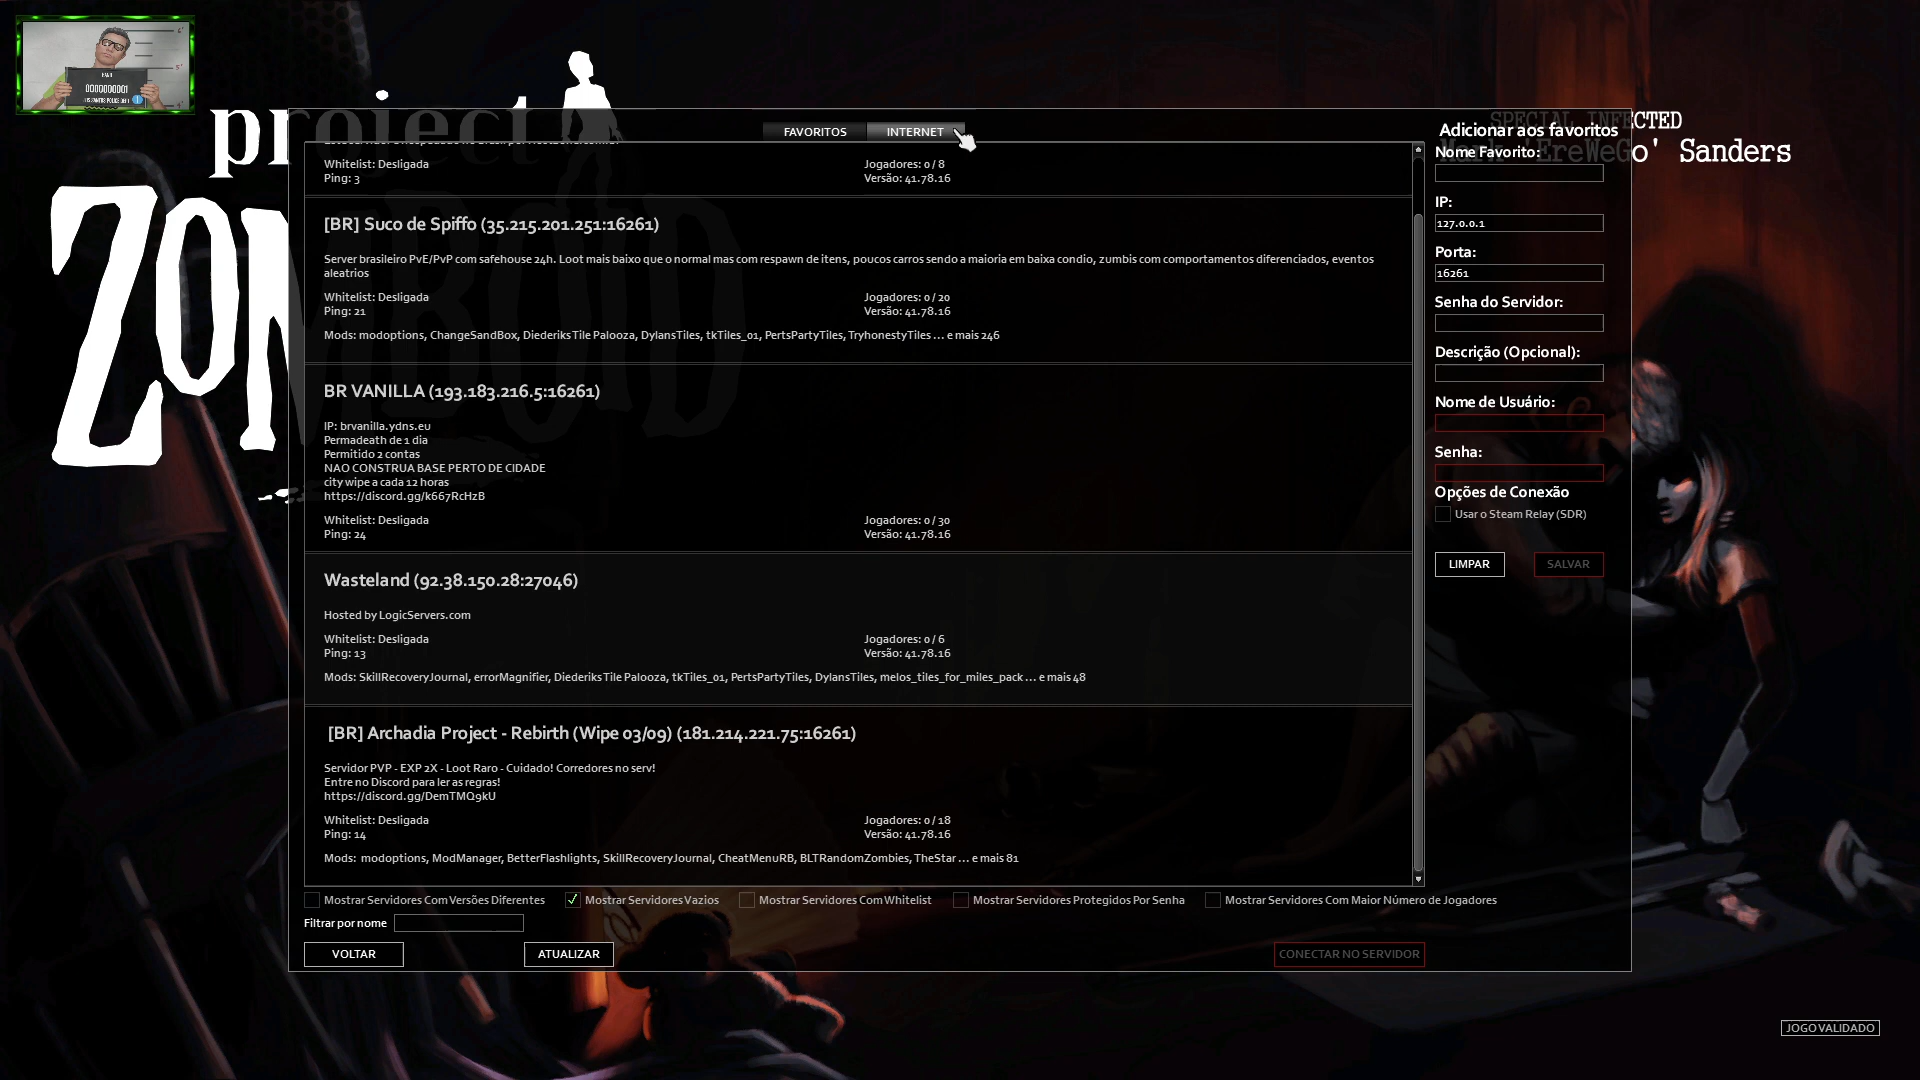 project
ZOMBOID
SPECIAL INFECTED
Mark 'EreWeGo' Sanders
0000000001
FAVORITOS
INTERNET
Whitelist: Desligada
Jogadores: 0 / 8
Ping: 3
Versão: 41.78.16
[BR] Suco de Spiffo (35.215.201.251:16261)
Server brasileiro PvE/PvP com safehouse 24h. Loot mais baixo que o normal mas com respawn de itens, poucos carros sendo a maioria em baixa condio, zumbis com comportamentos diferenciados, eventos
aleatrios
Whitelist: Desligada
Jogadores: 0 / 20
Ping: 21
Versão: 41.78.16
Mods: modoptions, ChangeSandBox, DiederiksTile Palooza, DylansTiles, tkTiles_01, PertsPartyTiles, TryhonestyTiles ... e mais 246
BR VANILLA (193.183.216.5:16261)
IP: brvanilla.ydns.eu
Permadeath de 1 dia
Permitido 2 contas
NAO CONSTRUA BASE PERTO DE CIDADE
city wipe a cada 12 horas
https://discord.gg/k667RcHzB
Whitelist: Desligada
Jogadores: 0 / 30
Ping: 24
Versão: 41.78.16
Wasteland (92.38.150.28:27046)
Hosted by LogicServers.com
Whitelist: Desligada
Jogadores: 0 / 6
Ping: 13
Versão: 41.78.16
Mods: SkillRecoveryJournal, errorMagnifier, DiederiksTile Palooza, tkTiles_01, PertsPartyTiles, DylansTiles, melos_tiles_for_miles_pack ... e mais 48
[BR] Archadia Project - Rebirth (Wipe 03/09) (181.214.221.75:16261)
Servidor PVP - EXP 2X - Loot Raro - Cuidado! Corredores no serv!
Entre no Discord para ler as regras!
https://discord.gg/DemTMQ9kU
Whitelist: Desligada
Jogadores: 0 / 18
Ping: 14
Versão: 41.78.16
Mods: modoptions, ModManager, BetterFlashlights, SkillRecoveryJournal, CheatMenuRB, BLTRandomZombies, TheStar ... e mais 81
Mostrar Servidores Com Versões Diferentes
Mostrar Servidores Vazios
Mostrar Servidores Com Whitelist
Mostrar Servidores Protegidos Por Senha
Mostrar Servidores Com Maior Número de Jogadores
Filtrar por nome
VOLTAR
ATUALIZAR
CONECTAR NO SERVIDOR
Adicionar aos favoritos
Nome Favorito:
IP:
127.0.0.1
Porta:
16261
Senha do Servidor:
Descrição (Opcional):
Nome de Usuário:
Senha:
Opções de Conexão
Usar o Steam Relay (SDR)
LIMPAR
SALVAR
JOGO VALIDADO